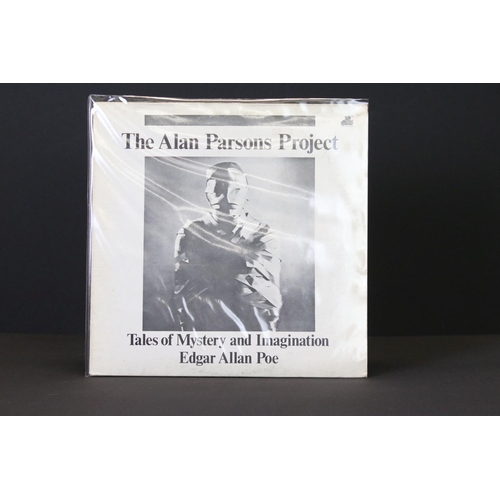 The Alan Parsons Project
Tales of Mystery and Imagination
Edgar Allan Poe